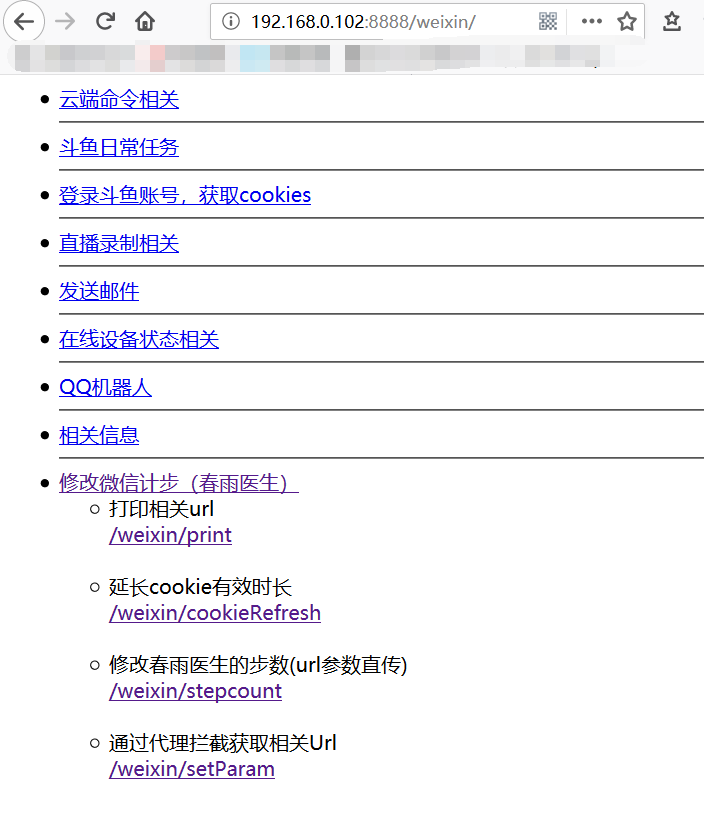 192.168.0.102:8888/weixin/
云端命令相关
斗鱼日常任务
登录斗鱼账号，获取cookies
直播录制相关
发送邮件
在线设备状态相关
QQ机器人
相关信息
修改微信计步（春雨医生）
打印相关url
/weixin/print
延长cookie有效时长
/weixin/cookieRefresh
修改春雨医生的步数(url参数直传)
/weixin/stepcount
通过代理拦截获取相关Url
/weixin/setParam